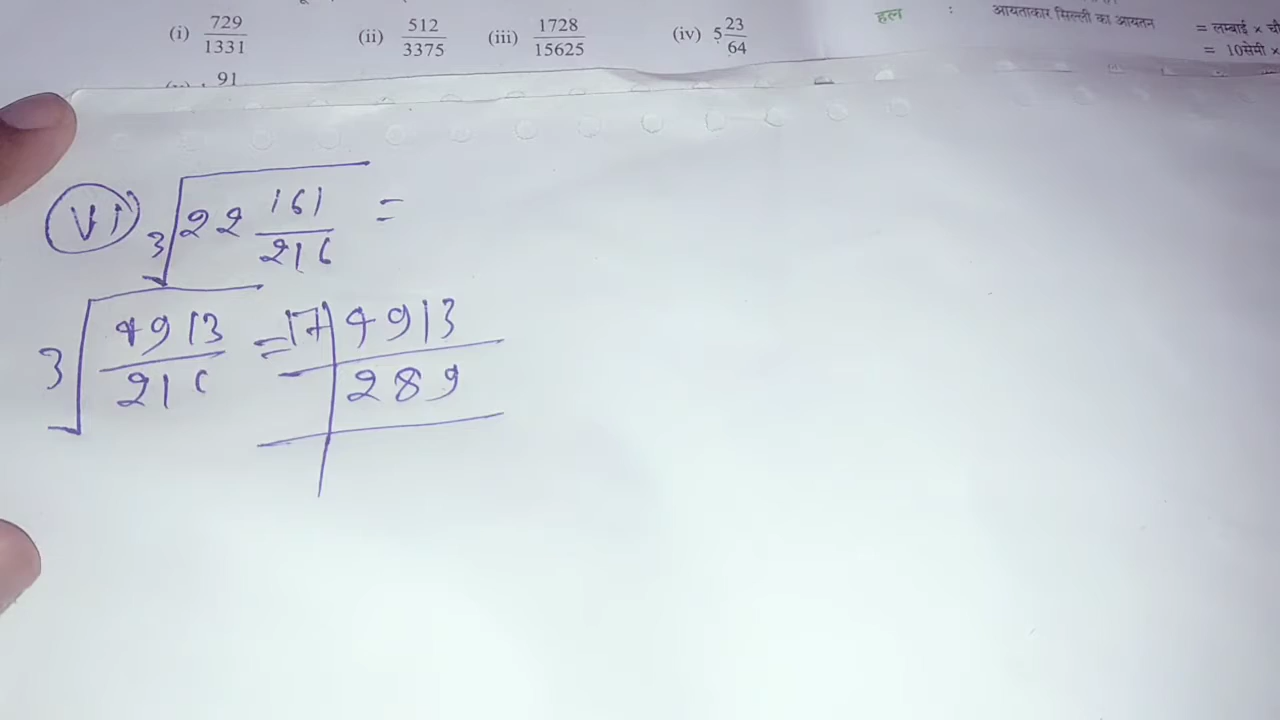 (i) 729/1331 (ii) 512/3375 (iii) 1728/15625 (iv) 5 23/64
91
हल : आयताकार सिल्ली का आयतन = लम्बाई ×
= 10सेमी ×
VI) ∛22 161/216 =
∛4913/216 = 17 | 4913
289